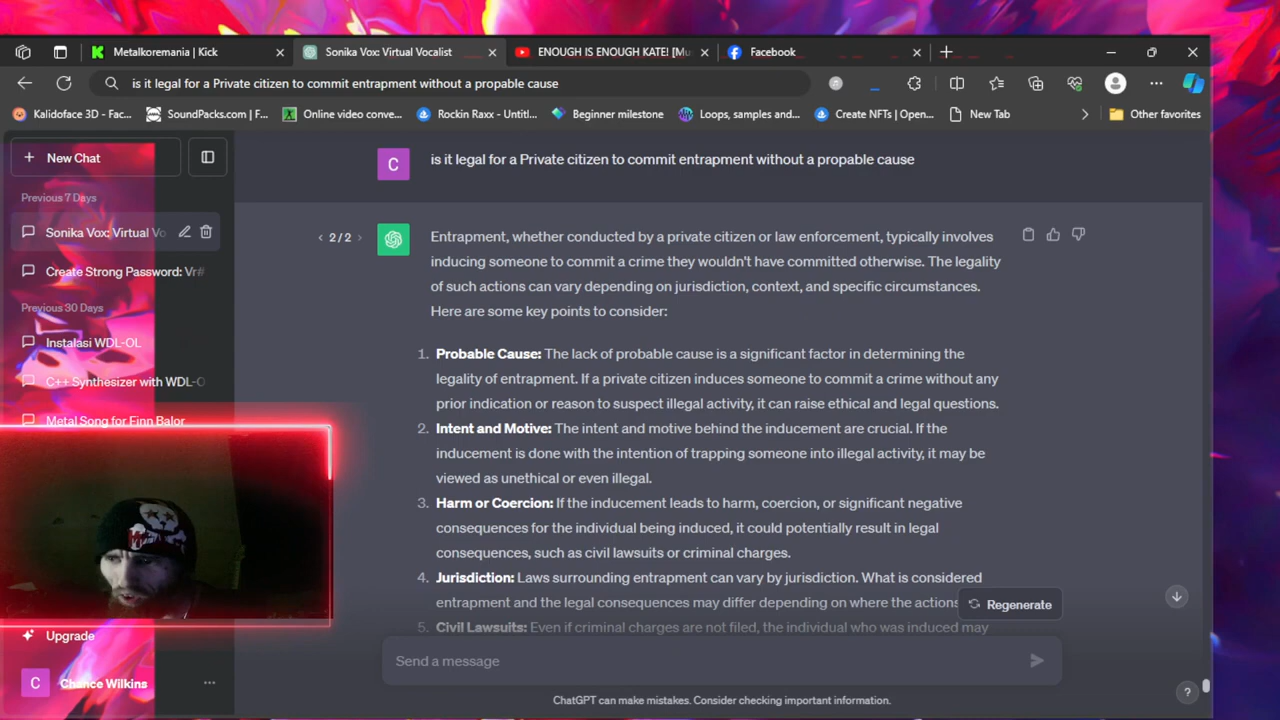 Metalkoremania | Kick
Sonika Vox: Virtual Vocalist
ENOUGH IS ENOUGH KATE! [Mu
Facebook
is it legal for a Private citizen to commit entrapment without a propable cause
Kalidoface 3D - Fac...
SoundPacks.com | F...
Online video conve...
Rockin Raxx - Untitl...
Beginner milestone
Loops, samples and...
Create NFTs | Open...
New Tab
Other favorites
New Chat
Previous 7 Days
Sonika Vox: Virtual Vo
Create Strong Password: Vr#
Previous 30 Days
Instalasi WDL-OL
C++ Synthesizer with WDL-O
Metal Song for Finn Balor
Upgrade
C
Chance Wilkins
...
C
is it legal for a Private citizen to commit entrapment without a propable cause
< 2/2 >
Entrapment, whether conducted by a private citizen or law enforcement, typically involves
inducing someone to commit a crime they wouldn't have committed otherwise. The legality
of such actions can vary depending on jurisdiction, context, and specific circumstances.
Here are some key points to consider:
1. Probable Cause: The lack of probable cause is a significant factor in determining the
legality of entrapment. If a private citizen induces someone to commit a crime without any
prior indication or reason to suspect illegal activity, it can raise ethical and legal questions.
2. Intent and Motive: The intent and motive behind the inducement are crucial. If the
inducement is done with the intention of trapping someone into illegal activity, it may be
viewed as unethical or even illegal.
3. Harm or Coercion: If the inducement leads to harm, coercion, or significant negative
consequences for the individual being induced, it could potentially result in legal
consequences, such as civil lawsuits or criminal charges.
4. Jurisdiction: Laws surrounding entrapment can vary by jurisdiction. What is considered
entrapment and the legal consequences may differ depending on where the actions
Regenerate
5. Civil Lawsuits: Even if criminal charges are not filed, the individual who was induced may
Send a message
ChatGPT can make mistakes. Consider checking important information.
?